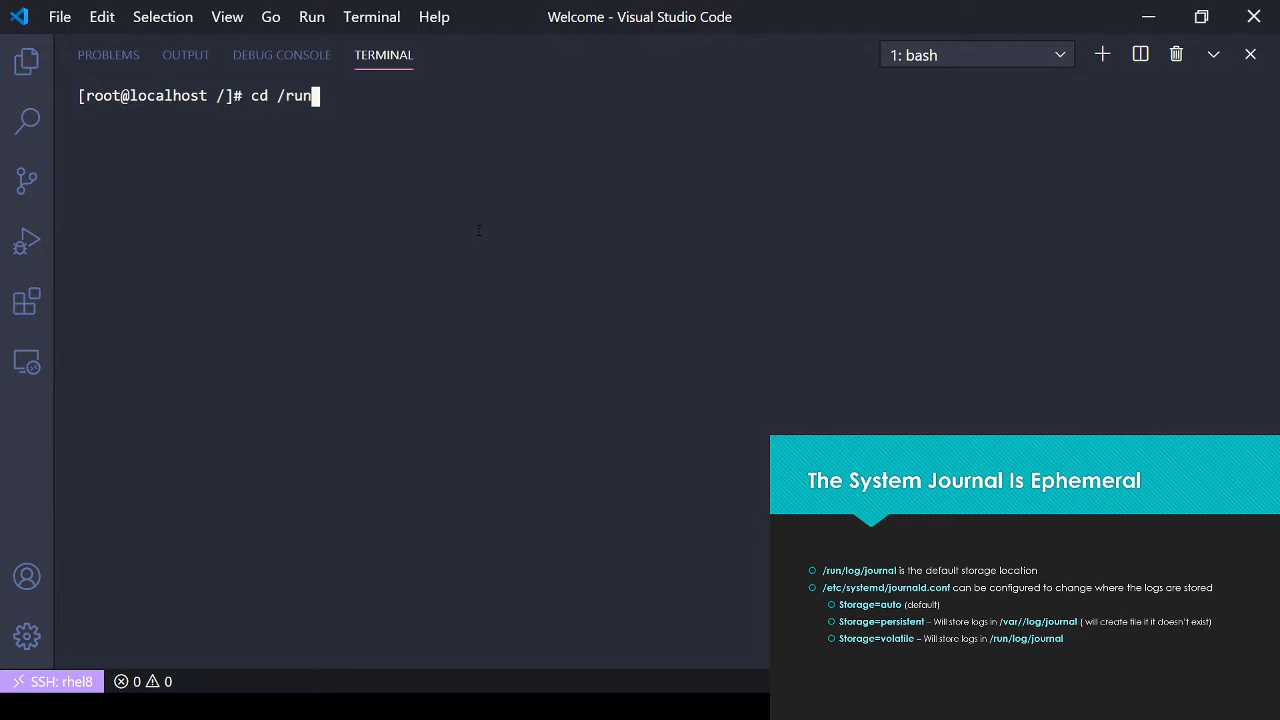 File Edit Selection View Go Run Terminal Help Welcome - Visual Studio Code
PROBLEMS OUTPUT DEBUG CONSOLE TERMINAL 1: bash
[root@localhost /]# cd /run
The System Journal Is Ephemeral
/run/log/journal is the default storage location
/etc/systemd/journald.conf can be configured to change where the logs are stored
Storage=auto (default)
Storage=persistent – Will store logs in /var//log/journal ( will create file if it doesn't exist)
Storage=volatile – Will store logs in /run/log/journal
SSH: rhel8 0 0